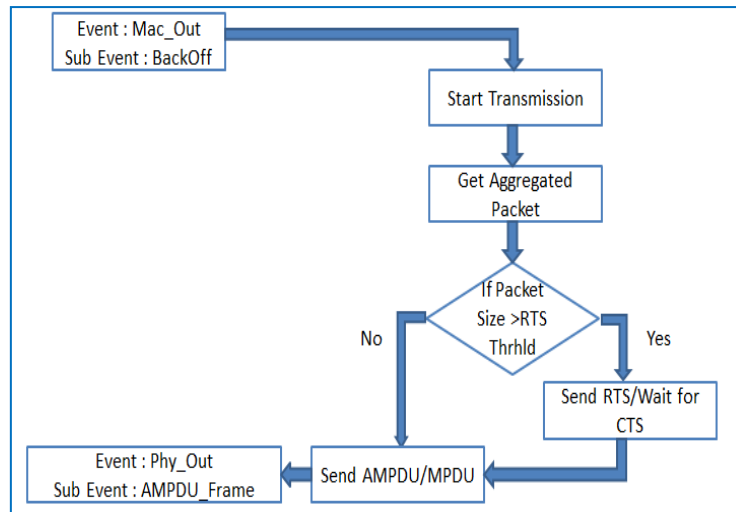 Event : Mac_Out
Sub Event : BackOff
Start Transmission
Get Aggregated
Packet
If Packet
Size >RTS
Thrhld
No
Yes
Send RTS/Wait for
CTS
Send AMPDU/MPDU
Event : Phy_Out
Sub Event : AMPDU_Frame